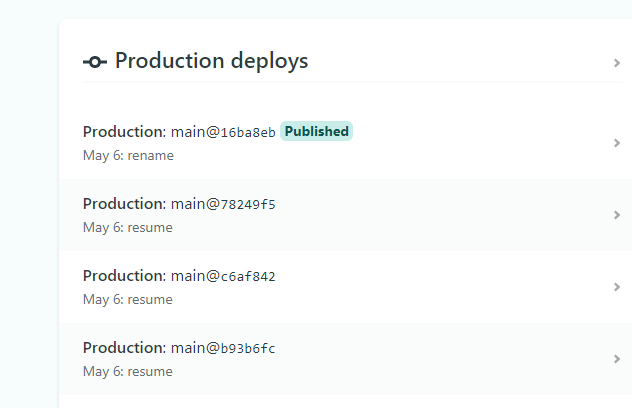 Production deploys
Production: main@16ba8eb Published
May 6: rename
Production: main@78249f5
May 6: resume
Production: main@c6af842
May 6: resume
Production: main@b93b6fc
May 6: resume